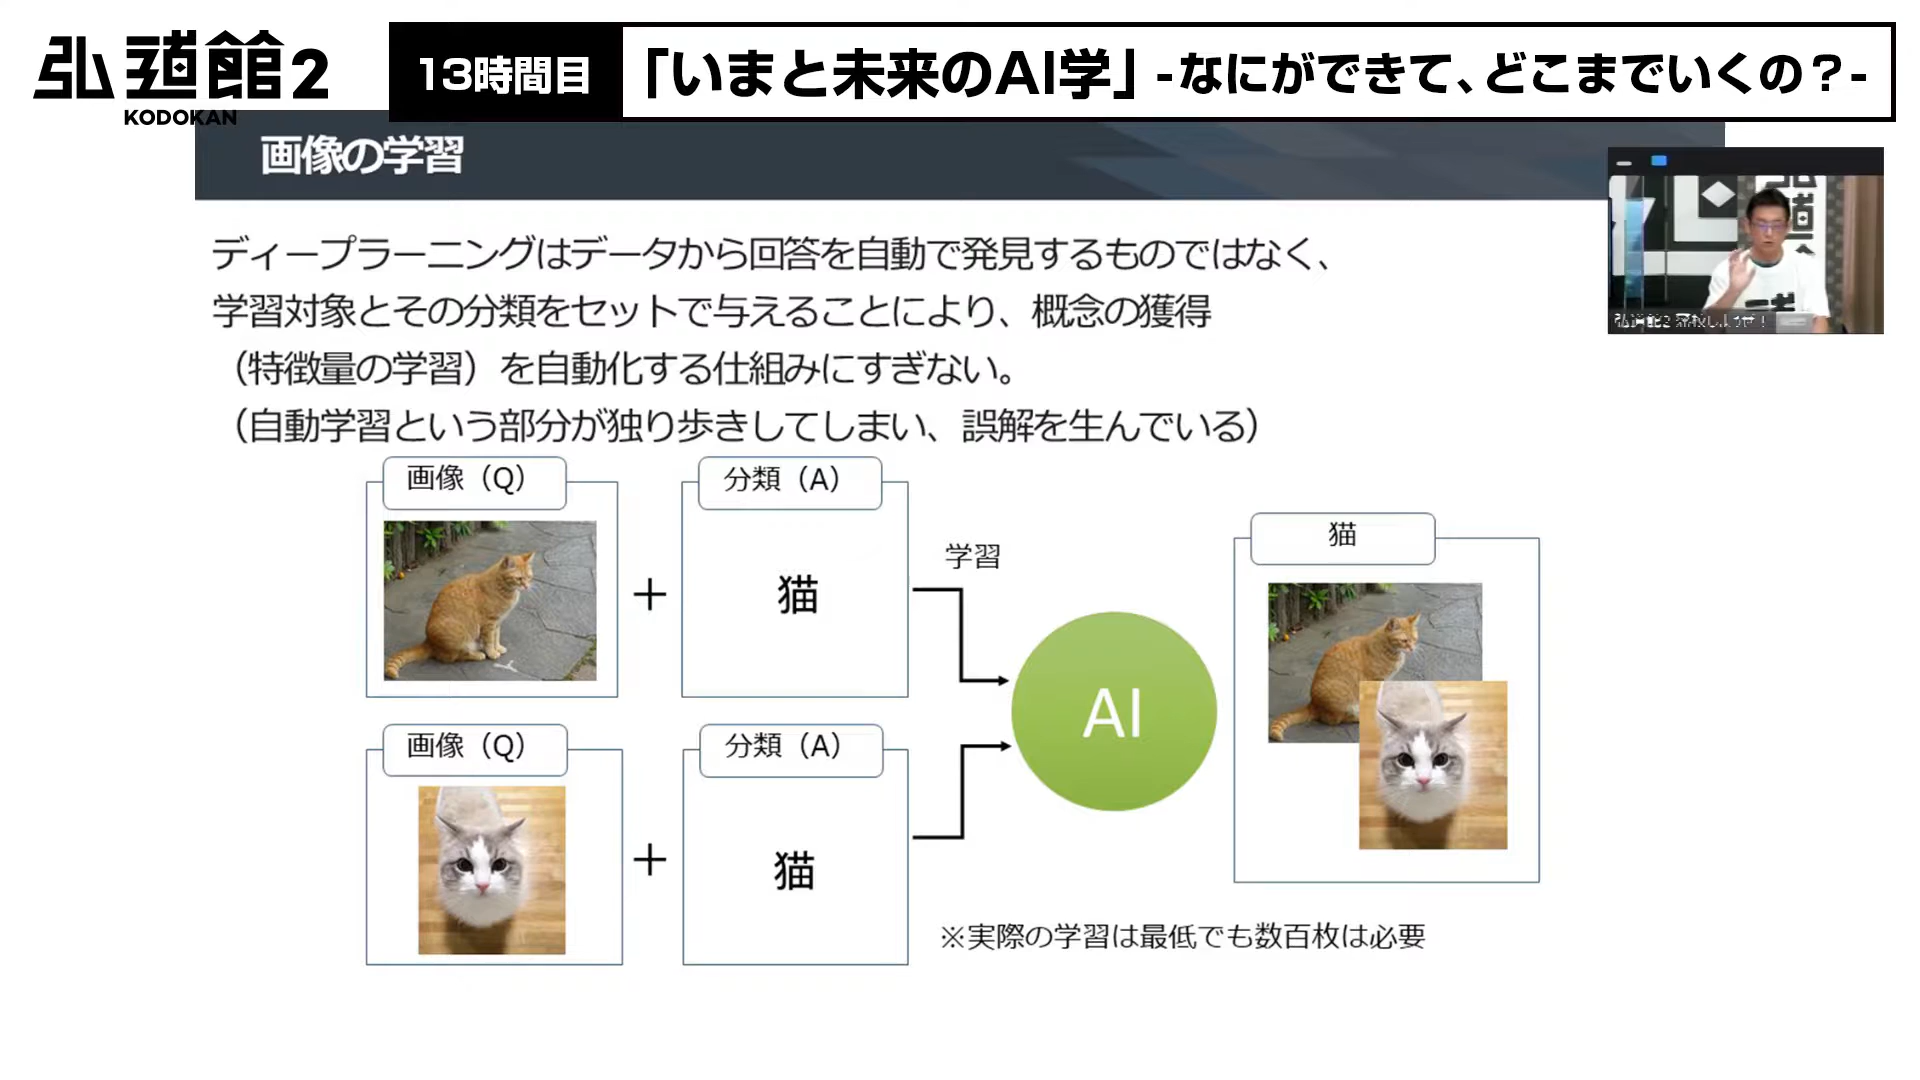 弘道館2
KODOKAN
13時間目
「いまと未来のAI学」-なにができて、どこまでいくの？-
画像の学習
ディープラーニングはデータから回答を自動で発見するものではなく、
学習対象とその分類をセットで与えることにより、概念の獲得
（特徴量の学習）を自動化する仕組みにすぎない。
（自動学習という部分が独り歩きしてしまい、誤解を生んでいる）
画像（Q）
+
分類（A）
猫
学習
画像（Q）
+
分類（A）
猫
AI
猫
※実際の学習は最低でも数百枚は必要